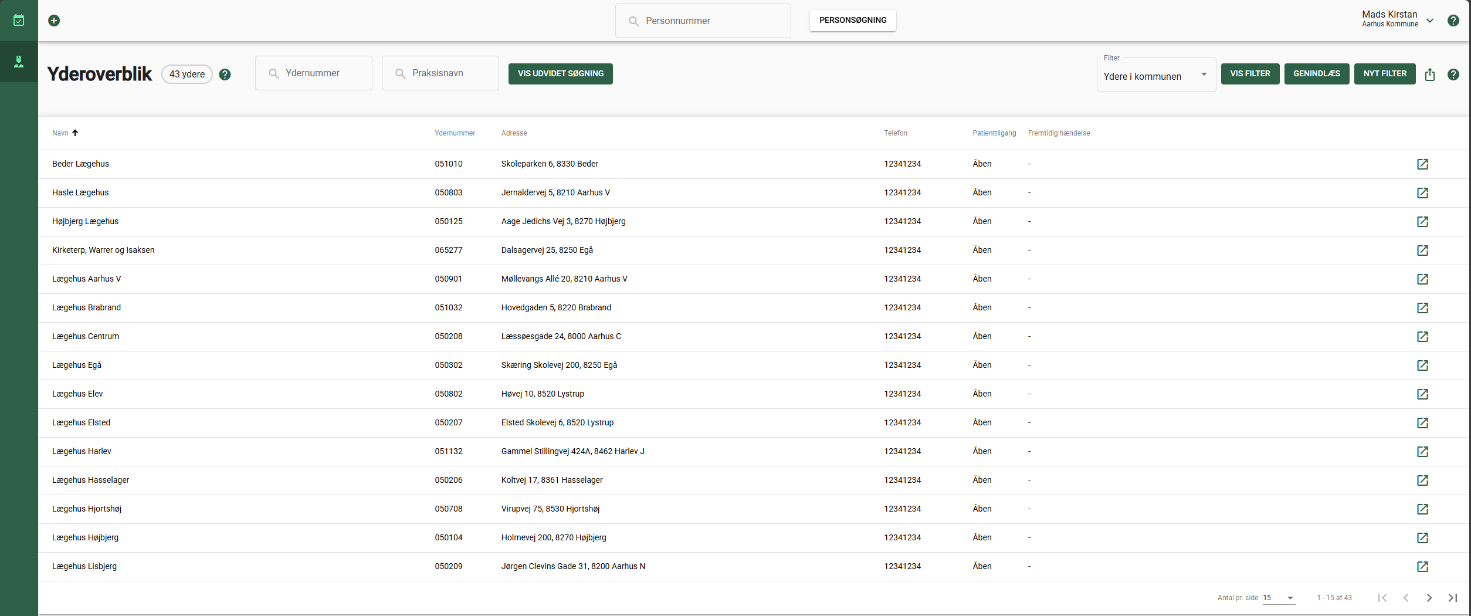 Personnummer PERSONSØGNING Mads Kirstan
Aarhus Kommune
Yderoverblik 43 ydere Ydernummer Praksisnavn VIS UDVIDET SØGNING Filter Ydere i kommunen VIS FILTER GENINDLÆS NYT FILTER
Navn Ydernummer Adresse Telefon Patienttilgang Fremtidig hændelse
Beder Lægehus 051010 Skoleparken 6, 8330 Beder 12341234 Åben -
Hasle Lægehus 050803 Jernaldervej 5, 8210 Aarhus V 12341234 Åben -
Højbjerg Lægehus 050125 Aage Jedichs Vej 3, 8270 Højbjerg 12341234 Åben -
Kirketerp, Warrer og Isaksen 065277 Dalsagervej 25, 8250 Egå 12341234 Åben -
Lægehus Aarhus V 050901 Møllevangs Allé 20, 8210 Aarhus V 12341234 Åben -
Lægehus Brabrand 051032 Hovedgaden 5, 8220 Brabrand 12341234 Åben -
Lægehus Centrum 050208 Læssøesgade 24, 8000 Aarhus C 12341234 Åben -
Lægehus Egå 050302 Skæring Skolevej 200, 8250 Egå 12341234 Åben -
Lægehus Elev 050802 Høvej 10, 8520 Lystrup 12341234 Åben -
Lægehus Elsted 050207 Elsted Skolevej 6, 8520 Lystrup 12341234 Åben -
Lægehus Harlev 051132 Gammel Stillingvej 424A, 8462 Harlev J 12341234 Åben -
Lægehus Hasselager 050206 Koltvej 17, 8361 Hasselager 12341234 Åben -
Lægehus Hjortshøj 050708 Virupvej 75, 8530 Hjortshøj 12341234 Åben -
Lægehus Højbjerg 050104 Holmevej 200, 8270 Højbjerg 12341234 Åben -
Lægehus Lisbjerg 050209 Jørgen Clevins Gade 31, 8200 Aarhus N 12341234 Åben -
Antal pr. side 15 1 - 15 af 43